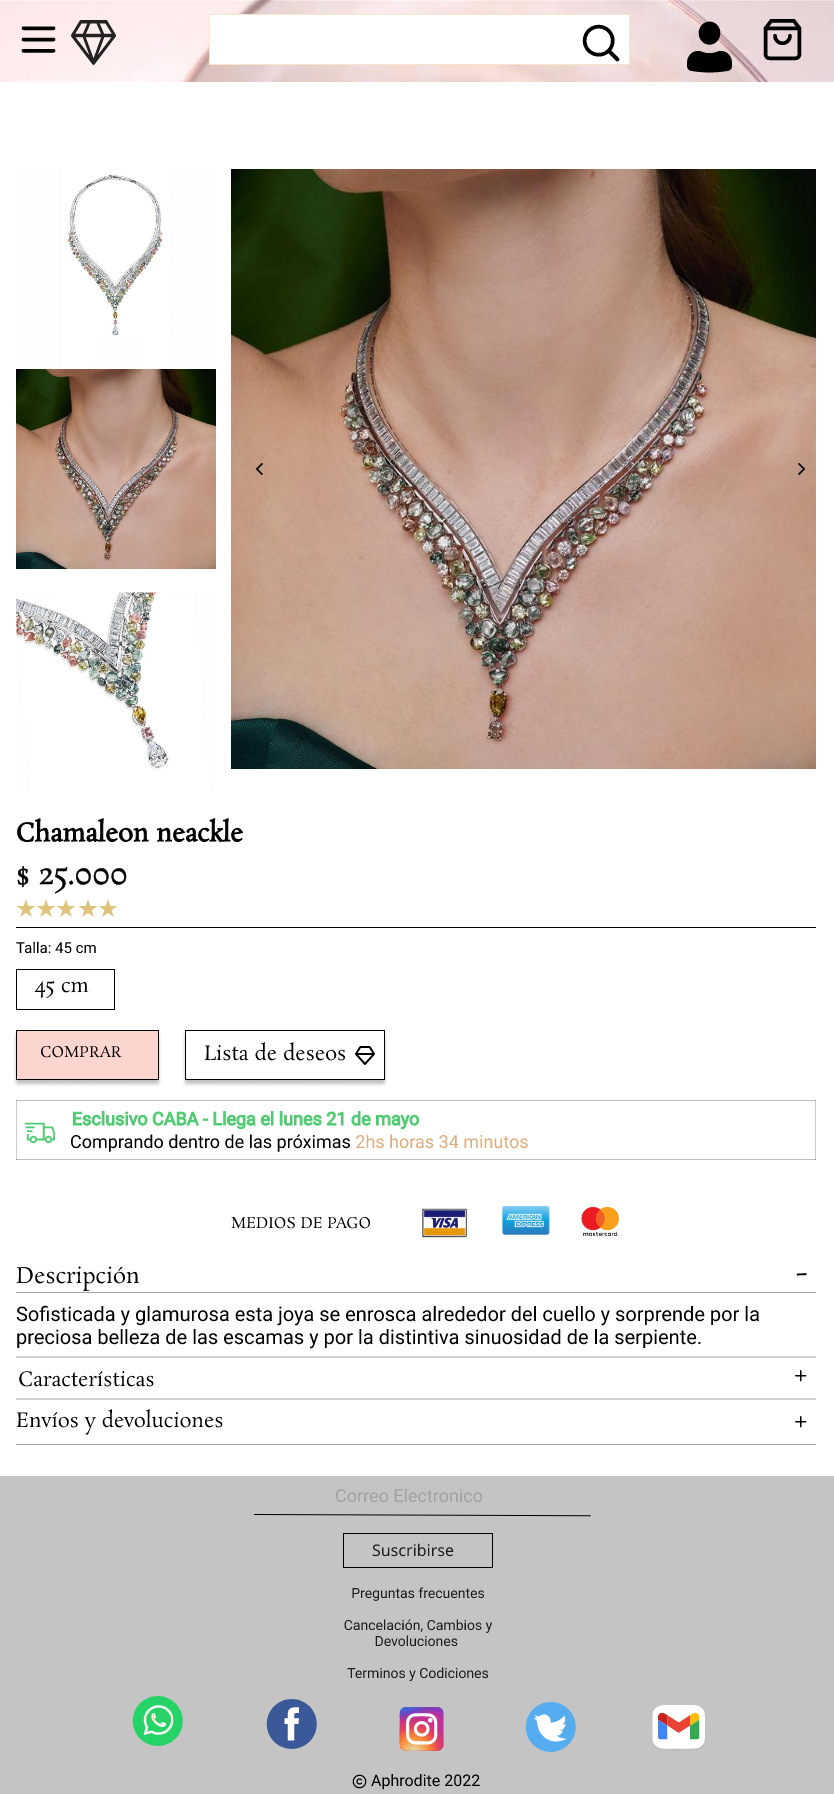 Chamaleon neackle
$ 25.000
Talla: 45 cm
45 cm
COMPRAR
Lista de deseos
Esclusivo CABA - Llega el lunes 21 de mayo
Comprando dentro de las próximas 2hs horas 34 minutos
MEDIOS DE PAGO
VISA
AMERICAN
EXPRESS
mastercard
Descripción
-
Sofisticada y glamurosa esta joya se enrosca alrededor del cuello y sorprende por la
preciosa belleza de las escamas y por la distintiva sinuosidad de la serpiente.
Características
+
Envíos y devoluciones
+
Correo Electronico
Suscribirse
Preguntas frecuentes
Cancelación, Cambios y
Devoluciones
Terminos y Codiciones
© Aphrodite 2022